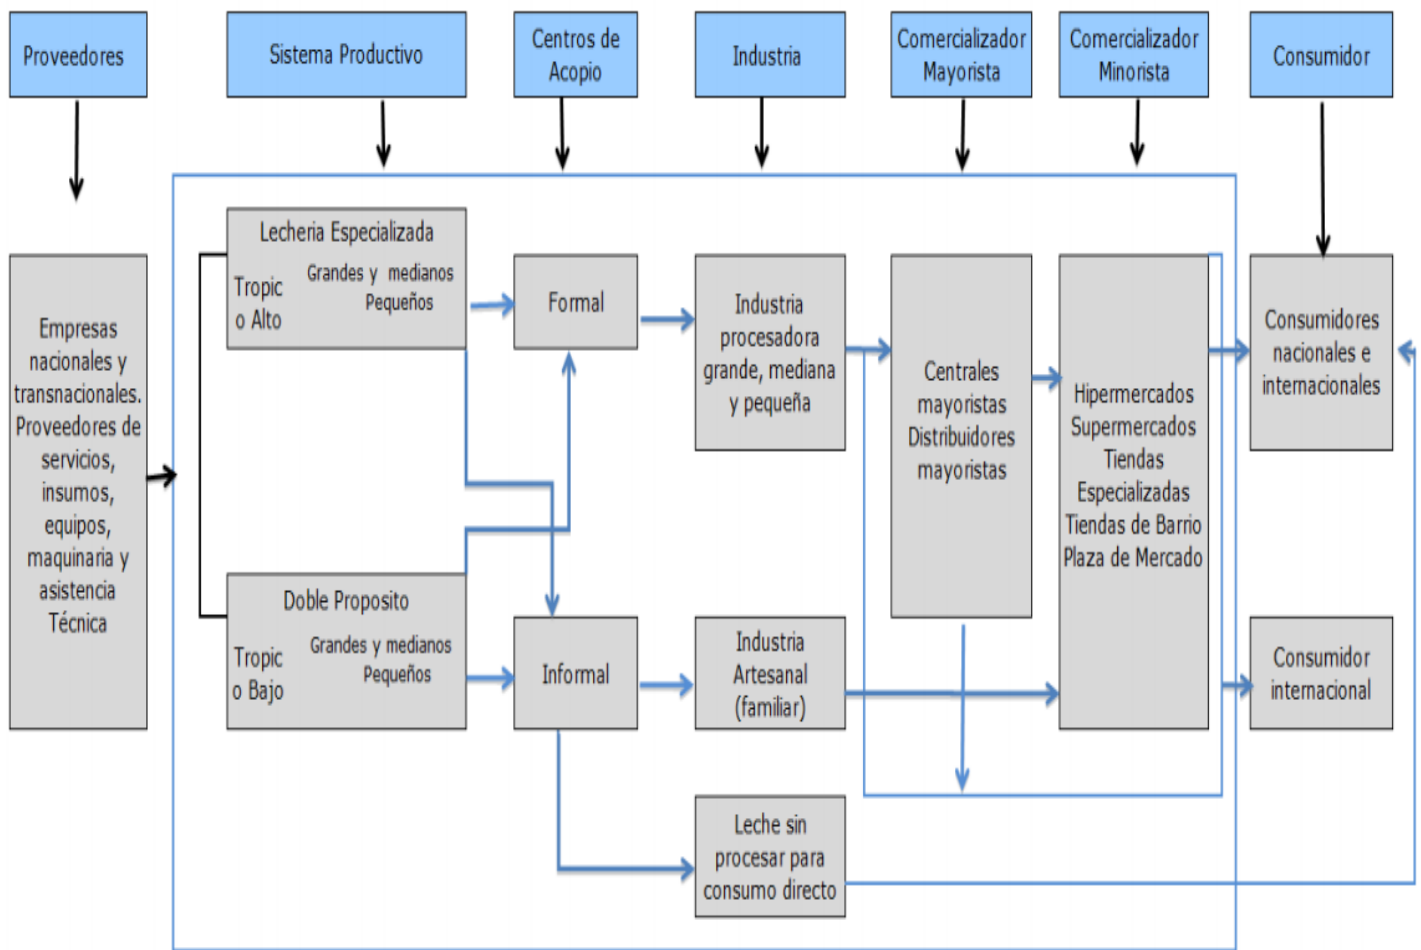 Proveedores
Sistema Productivo
Centros de
Acopio
Industria
Comercializador
Mayorista
Comercializador
Minorista
Consumidor
Empresas
nacionales y
transnacionales.
Proveedores de
servicios,
insumos,
equipos,
maquinaria y
asistencia
Técnica
Lecheria Especializada
Grandes y medianos
Pequeños
Tropic
o Alto
Doble Proposito
Grandes y medianos
Pequeños
Tropic
o Bajo
Formal
Informal
Industria
procesadora
grande, mediana
y pequeña
Industria
Artesanal
(familiar)
Leche sin
procesar para
consumo directo
Centrales
mayoristas
Distribuidores
mayoristas
Hipermercados
Supermercados
Tiendas
Especializadas
Tiendas de Barrio
Plaza de Mercado
Consumidores
nacionales e
internacionales
Consumidor
internacional